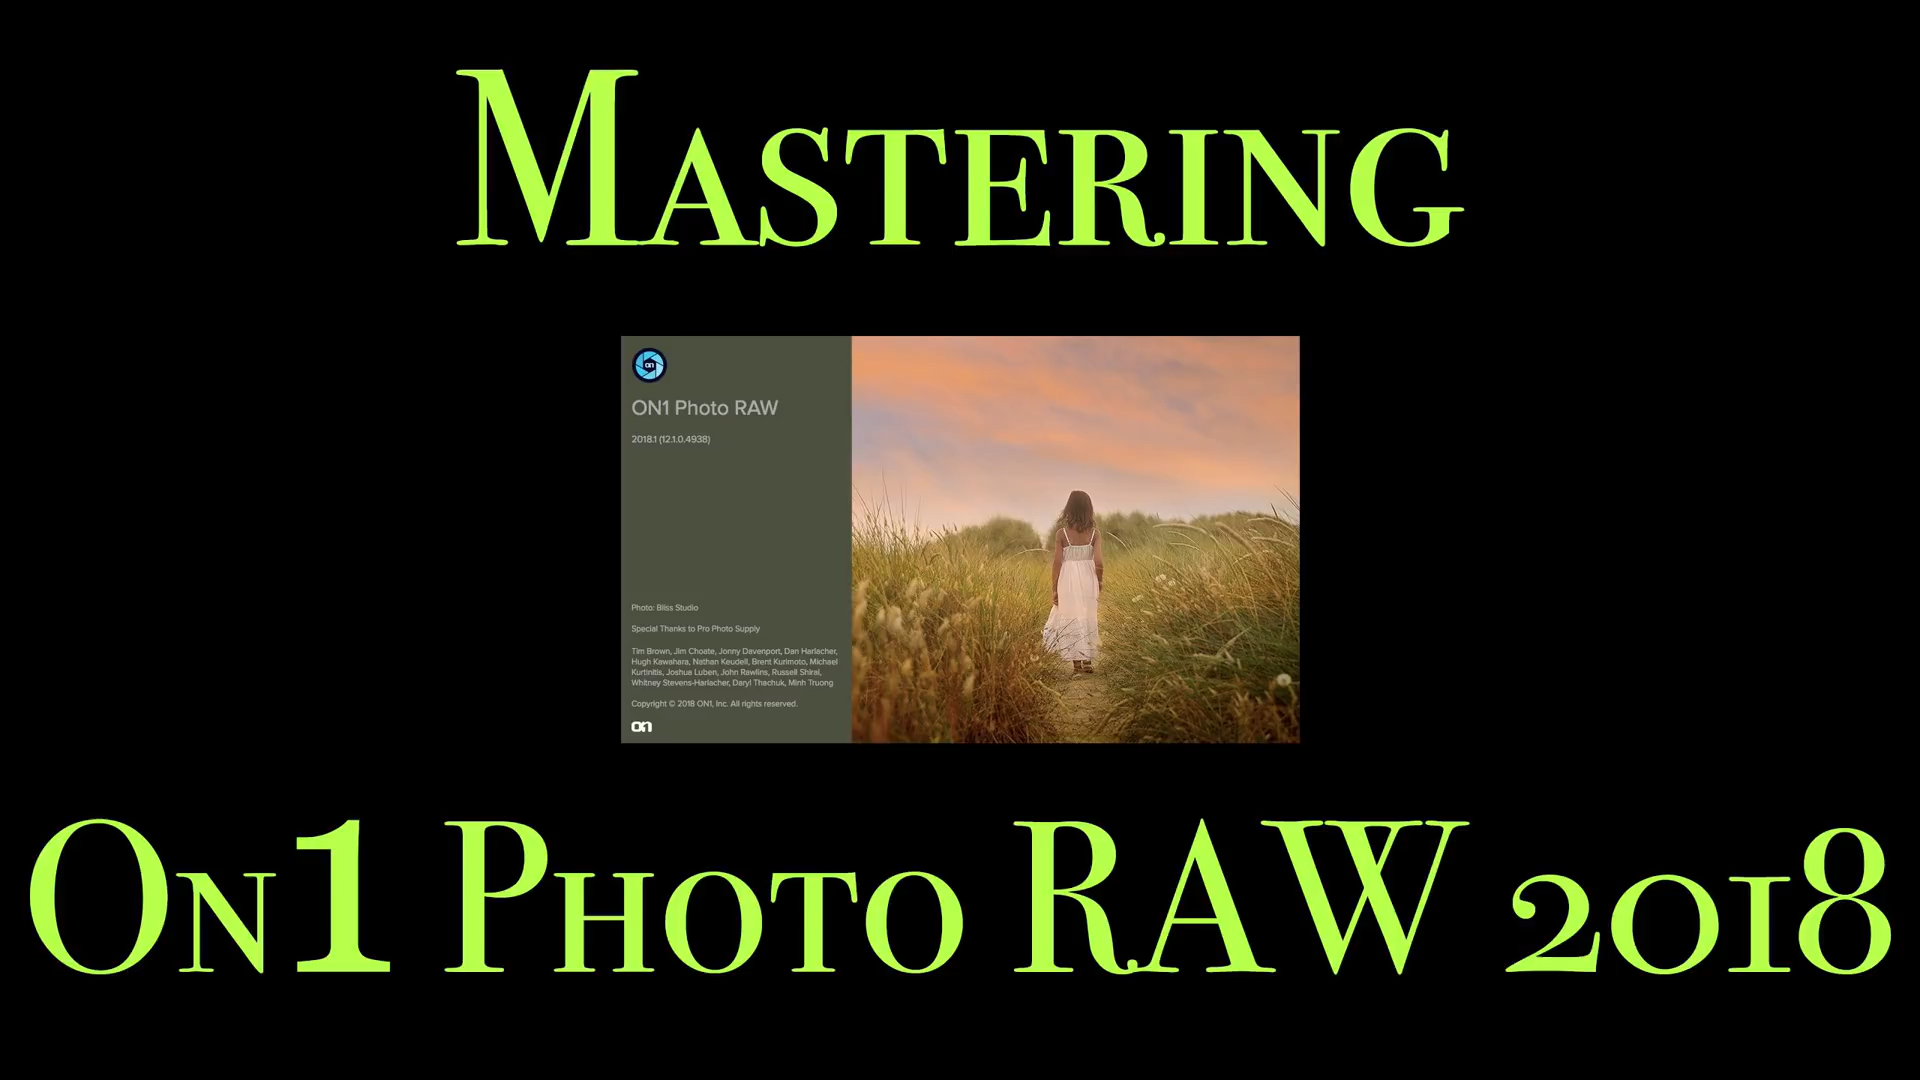 Mastering
on
ON1 Photo RAW
2018.1 (12.1.0.4938)
Photo: Bliss Studio
Special Thanks to Pro Photo Supply
Tim Brown, Jim Choate, Jonny Davenport, Dan Harlacher,
Hugh Kawahara, Nathan Keudell, Brent Kurimoto, Michael
Kurtinitis, Joshua Luben, John Rawlins, Russell Shirai,
Whitney Stevens-Harlacher, Daryl Thachuk, Minh Truong
Copyright © 2018 ON1, Inc. All rights reserved.
on1
On1 Photo RAW 2018